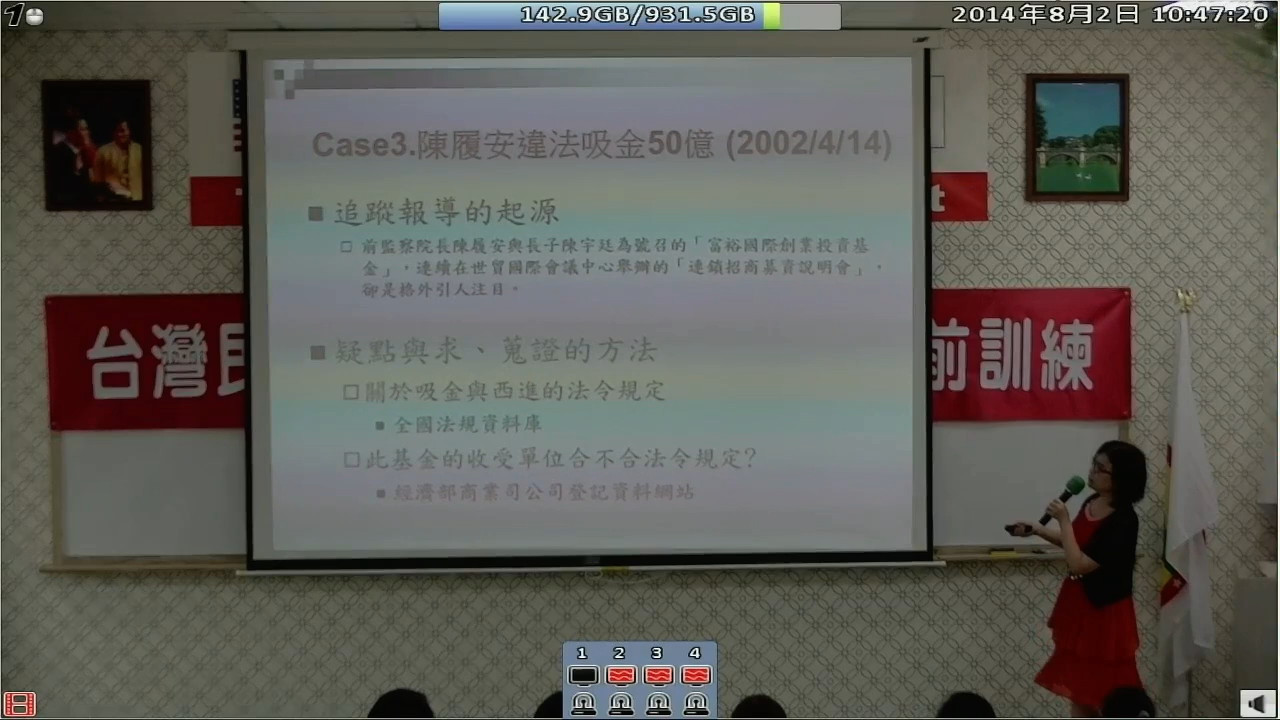 1
142.9GB/931.5GB
2014年8月2日 10:47:20
Case3.陳履安違法吸金50億 (2002/4/14)
追蹤報導的起源
前監察院長陳履安與長子陳宇廷為號召的「富裕國際創業投資基
金」，連續在世貿國際會議中心舉辦的「連鎖招商募資說明會」，
卻是格外引人注目。
疑點與求、蒐證的方法
關於吸金與西進的法令規定
全國法規資料庫
此基金的收受單位合不合法令規定?
經濟部商業司公司登記資料網站
t
台灣民
前訓練
1 2 3 4